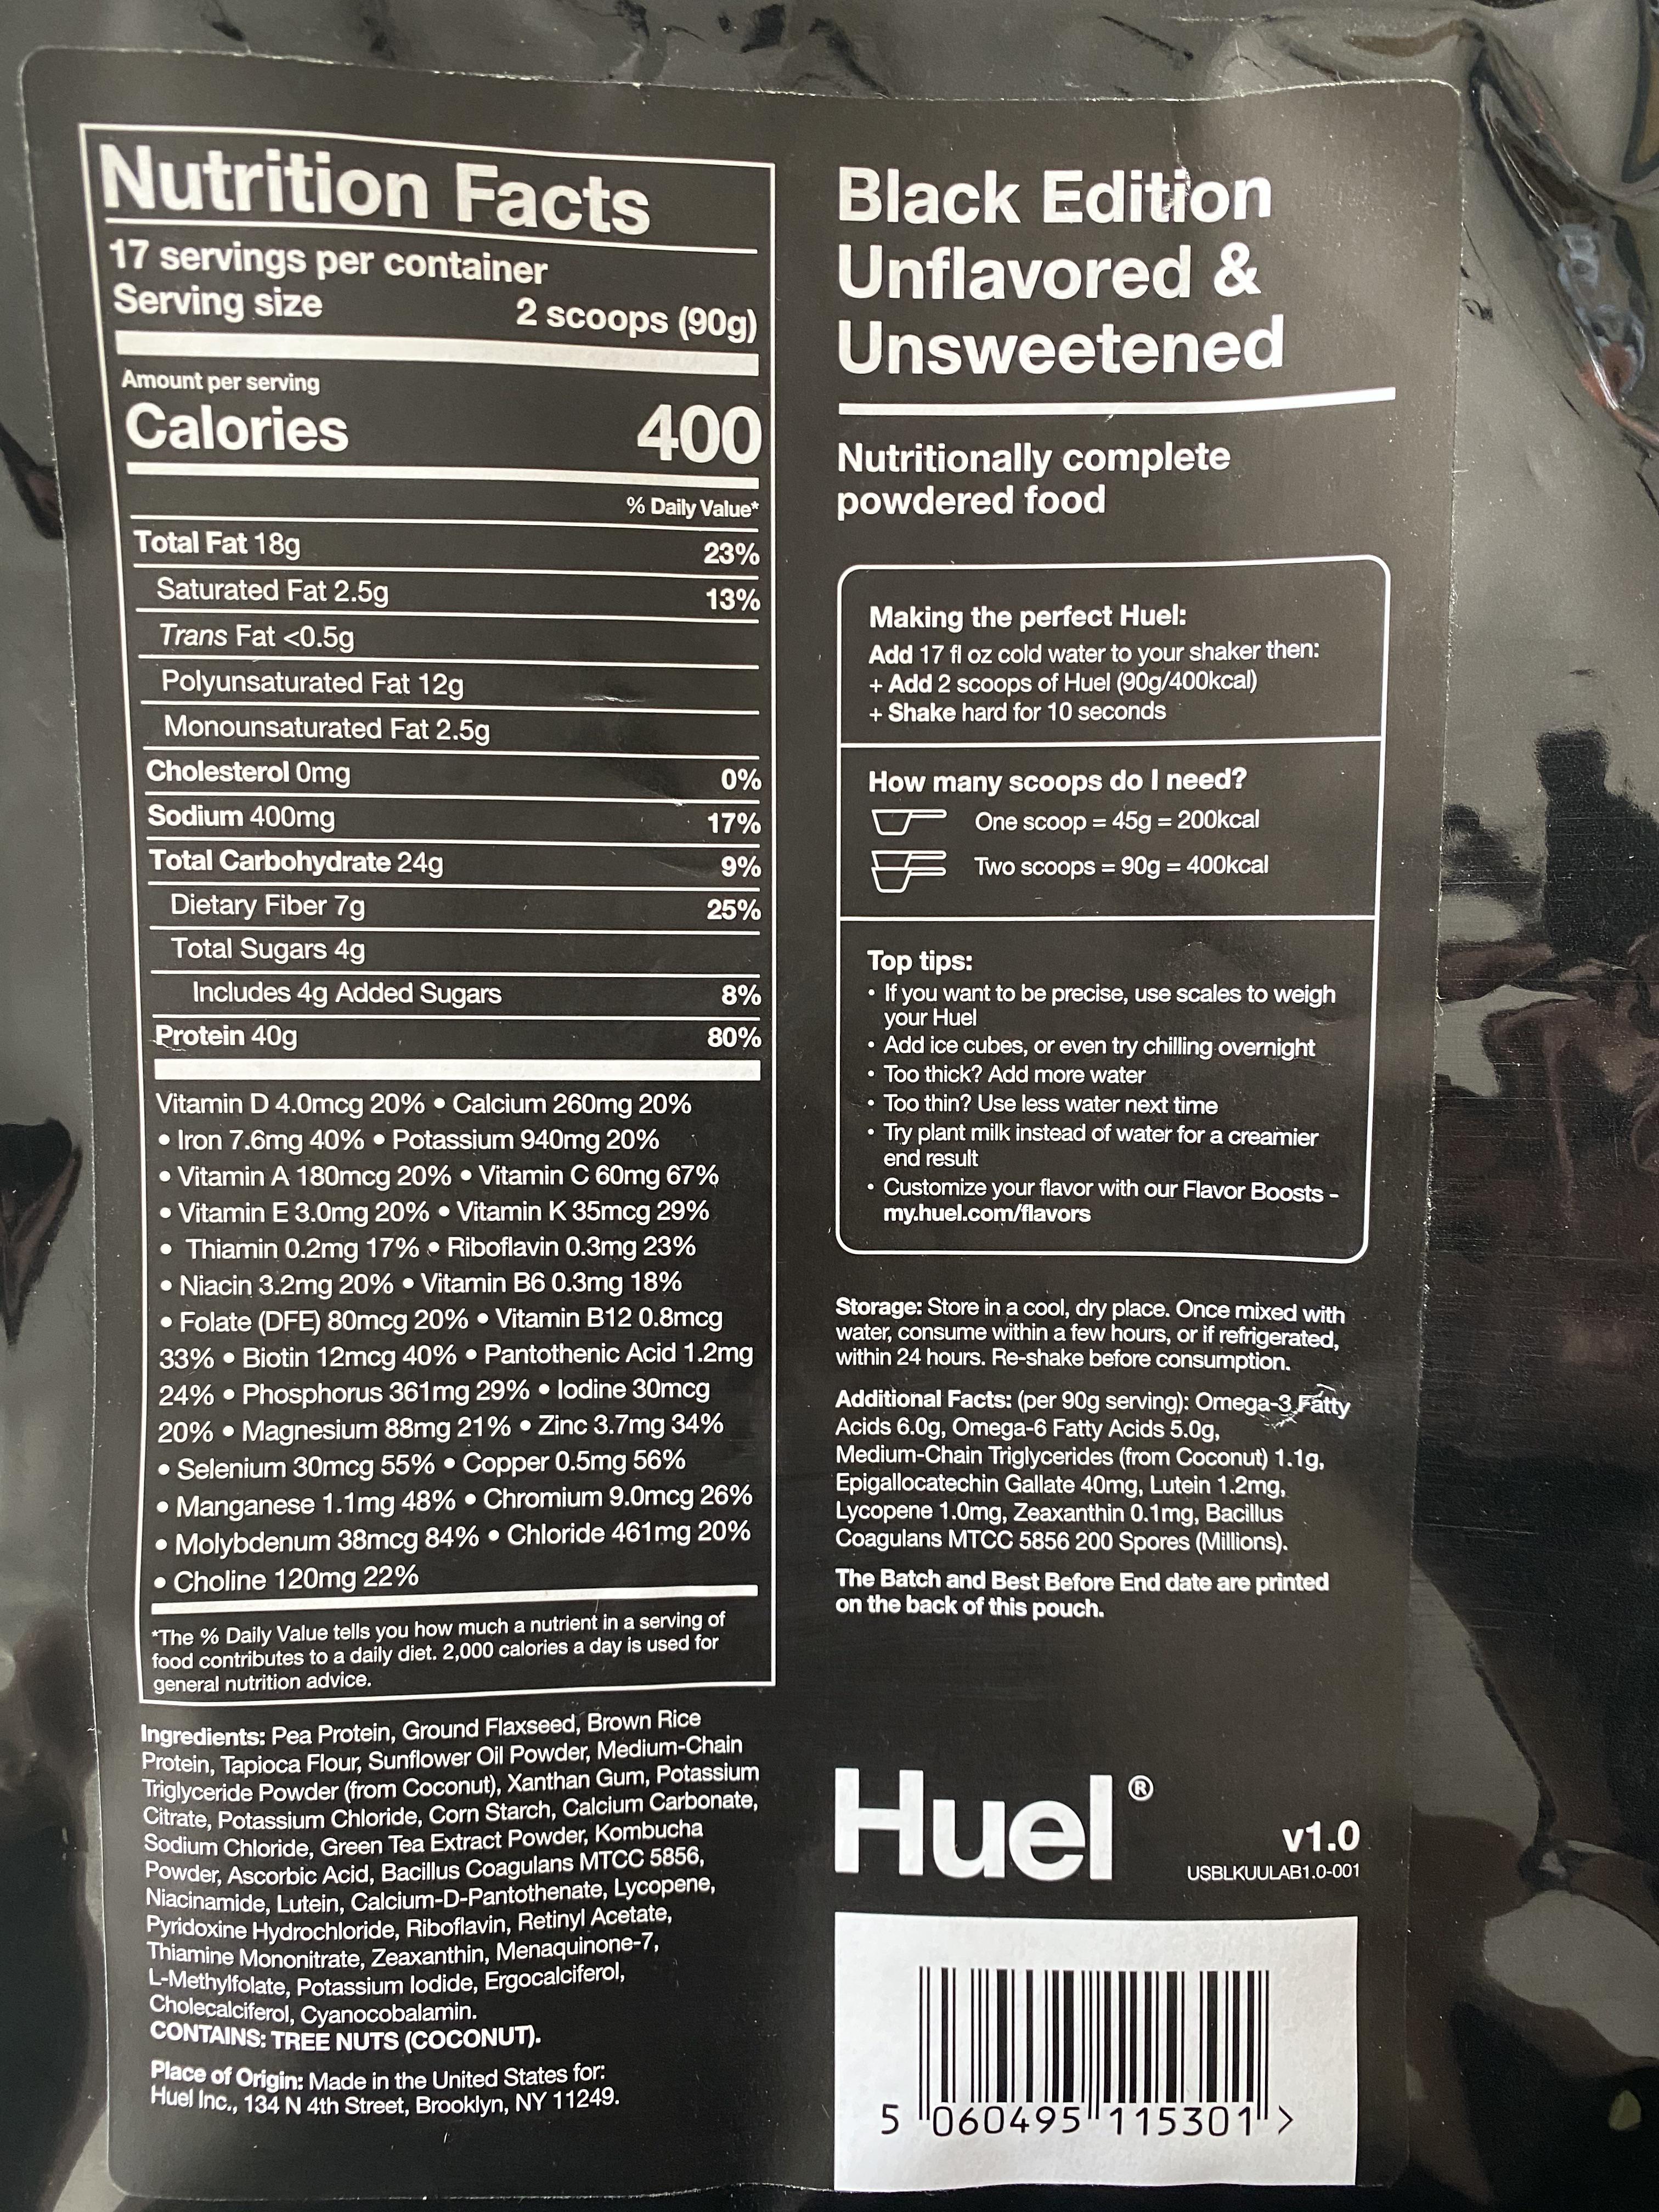 Nutrition Facts
17 servings per container
Serving size 2 scoops (90g)
Amount per serving
Calories 400
% Daily Value*
Total Fat 18g 23%
Saturated Fat 2.5g 13%
Trans Fat <0.5g
Polyunsaturated Fat 12g
Monounsaturated Fat 2.5g
Cholesterol 0mg 0%
Sodium 400mg 17%
Total Carbohydrate 24g 9%
Dietary Fiber 7g 25%
Total Sugars 4g
Includes 4g Added Sugars 8%
Protein 40g 80%
Vitamin D 4.0mcg 20% • Calcium 260mg 20%
• Iron 7.6mg 40% • Potassium 940mg 20%
• Vitamin A 180mcg 20% • Vitamin C 60mg 67%
• Vitamin E 3.0mg 20% • Vitamin K 35mcg 29%
• Thiamin 0.2mg 17% • Riboflavin 0.3mg 23%
• Niacin 3.2mg 20% • Vitamin B6 0.3mg 18%
• Folate (DFE) 80mcg 20% • Vitamin B12 0.8mcg
33% • Biotin 12mcg 40% • Pantothenic Acid 1.2mg
24% • Phosphorus 361mg 29% • Iodine 30mcg
20% • Magnesium 88mg 21% • Zinc 3.7mg 34%
• Selenium 30mcg 55% • Copper 0.5mg 56%
• Manganese 1.1mg 48% • Chromium 9.0mcg 26%
• Molybdenum 38mcg 84% • Chloride 461mg 20%
• Choline 120mg 22%
*The % Daily Value tells you how much a nutrient in a serving of
food contributes to a daily diet. 2,000 calories a day is used for
general nutrition advice.
Ingredients: Pea Protein, Ground Flaxseed, Brown Rice
Protein, Tapioca Flour, Sunflower Oil Powder, Medium-Chain
Triglyceride Powder (from Coconut), Xanthan Gum, Potassium
Citrate, Potassium Chloride, Corn Starch, Calcium Carbonate,
Sodium Chloride, Green Tea Extract Powder, Kombucha
Powder, Ascorbic Acid, Bacillus Coagulans MTCC 5856,
Niacinamide, Lutein, Calcium-D-Pantothenate, Lycopene,
Pyridoxine Hydrochloride, Riboflavin, Retinyl Acetate,
Thiamine Mononitrate, Zeaxanthin, Menaquinone-7,
L-Methylfolate, Potassium Iodide, Ergocalciferol,
Cholecalciferol, Cyanocobalamin.
CONTAINS: TREE NUTS (COCONUT).
Place of Origin: Made in the United States for:
Huel Inc., 134 N 4th Street, Brooklyn, NY 11249.
Black Edition
Unflavored &
Unsweetened
Nutritionally complete
powdered food
Making the perfect Huel:
Add 17 fl oz cold water to your shaker then:
+ Add 2 scoops of Huel (90g/400kcal)
+ Shake hard for 10 seconds
How many scoops do I need?
One scoop = 45g = 200kcal
Two scoops = 90g = 400kcal
Top tips:
• If you want to be precise, use scales to weigh
your Huel
• Add ice cubes, or even try chilling overnight
• Too thick? Add more water
• Too thin? Use less water next time
• Try plant milk instead of water for a creamier
end result
• Customize your flavor with our Flavor Boosts -
my.huel.com/flavors
Storage: Store in a cool, dry place. Once mixed with
water, consume within a few hours, or if refrigerated,
within 24 hours. Re-shake before consumption.
Additional Facts: (per 90g serving): Omega-3 Fatty
Acids 6.0g, Omega-6 Fatty Acids 5.0g,
Medium-Chain Triglycerides (from Coconut) 1.1g,
Epigallocatechin Gallate 40mg, Lutein 1.2mg,
Lycopene 1.0mg, Zeaxanthin 0.1mg, Bacillus
Coagulans MTCC 5856 200 Spores (Millions).
The Batch and Best Before End date are printed
on the back of this pouch.
Huel®
v1.0
USBLKUULAB1.0-001
5 060495 115301 >